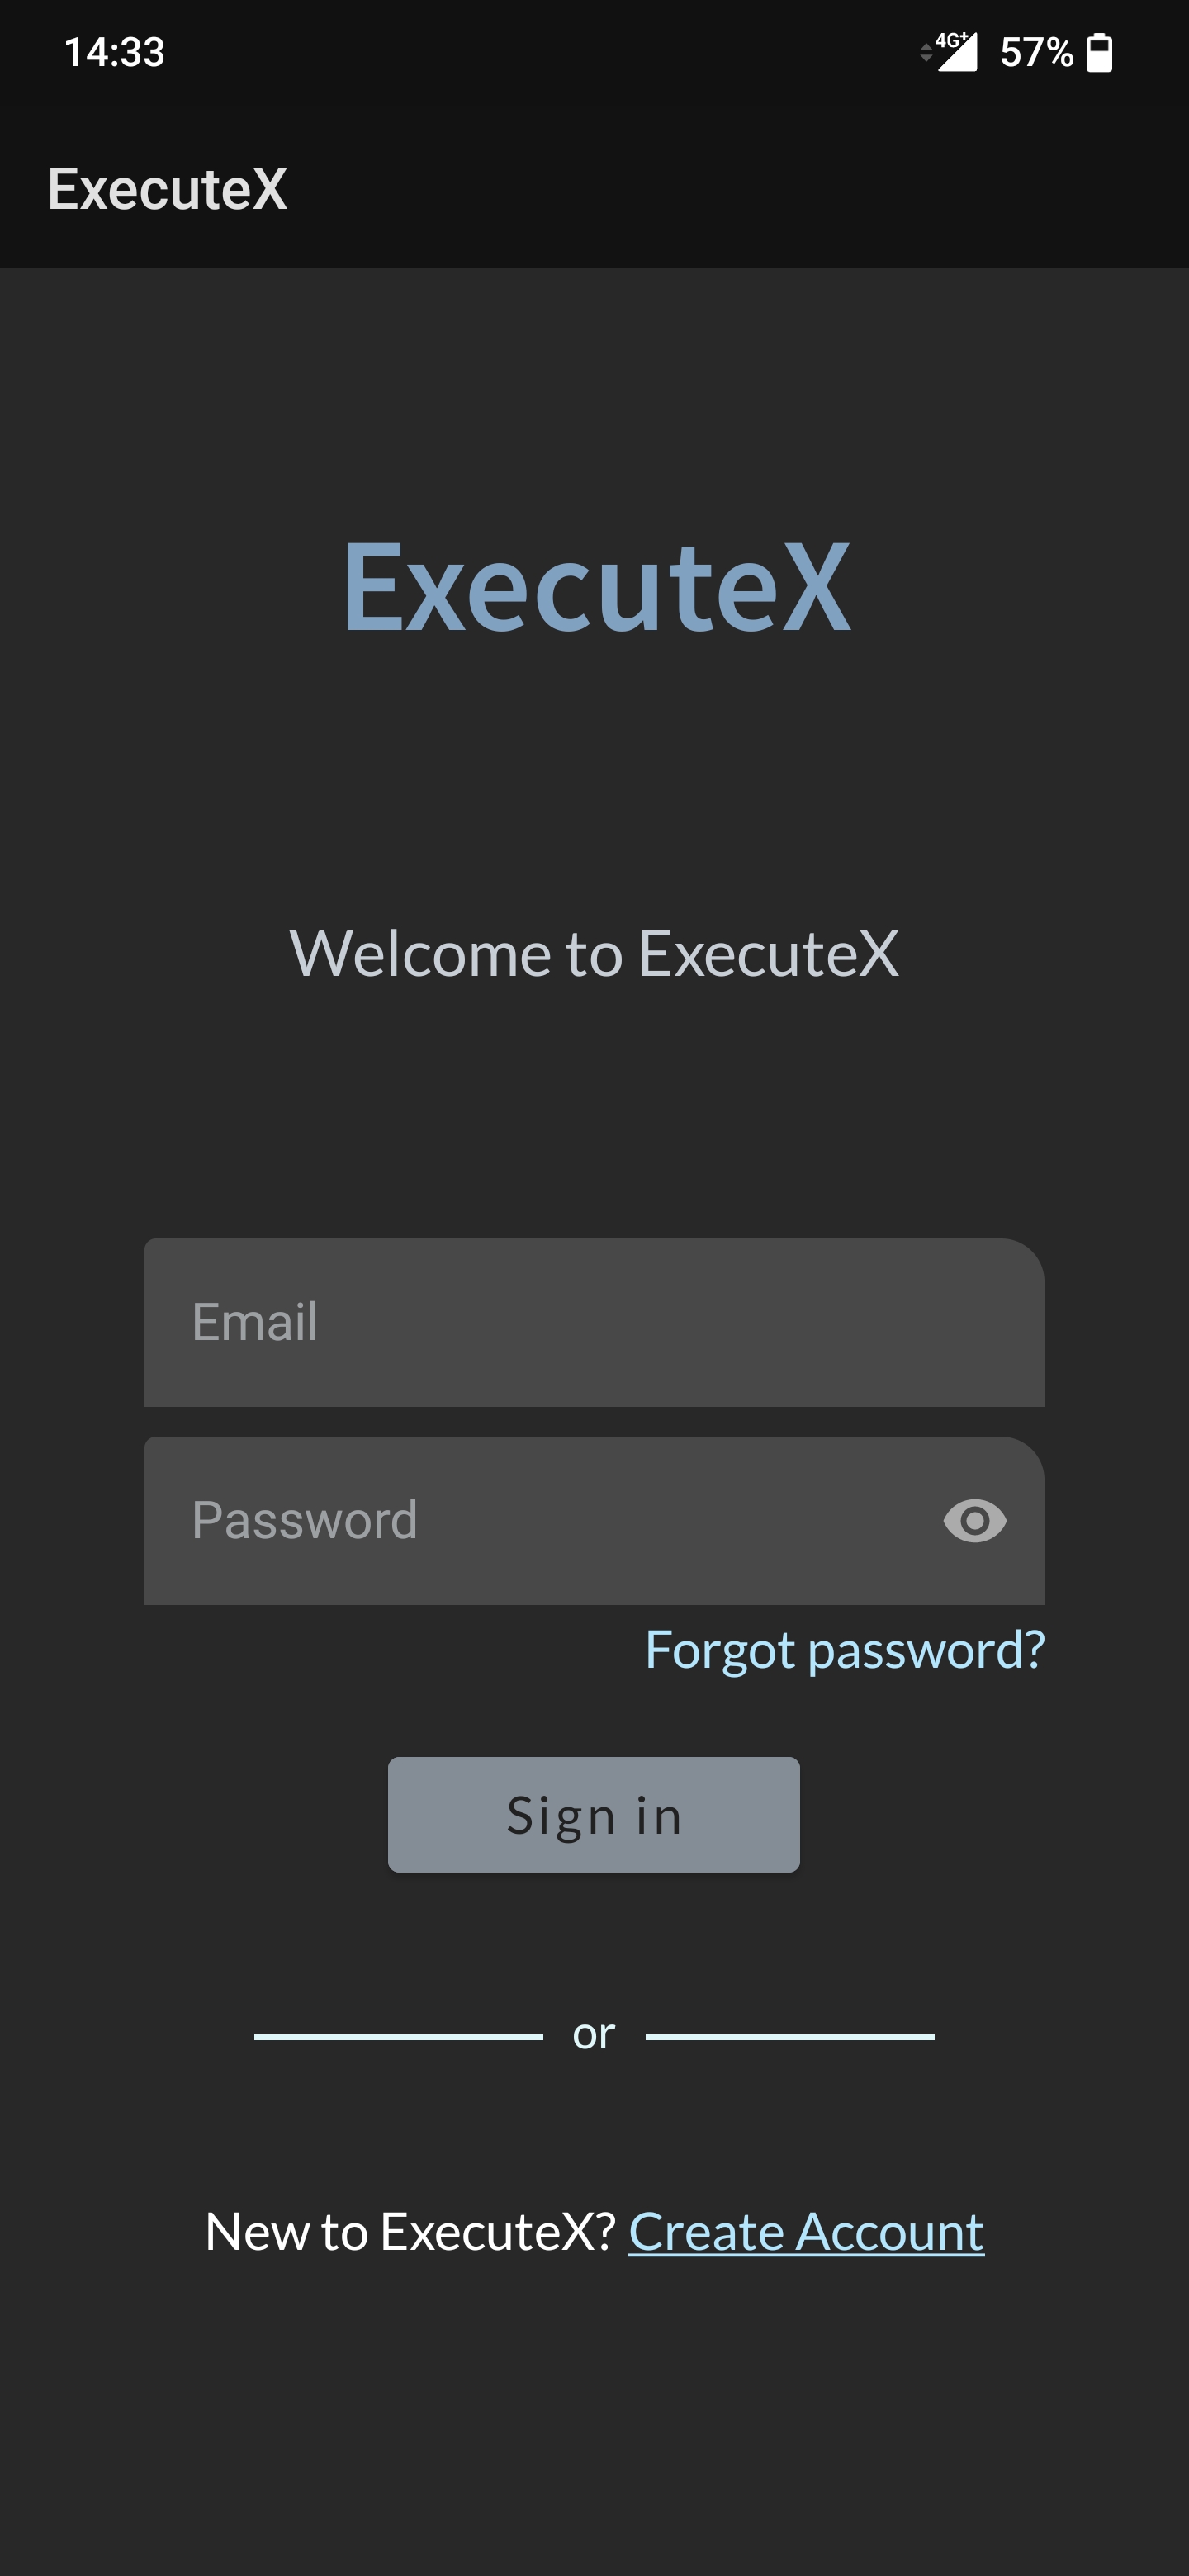 14:33 4G+ 57%
ExecuteX
ExecuteX
Welcome to ExecuteX
Email
Password
Forgot password?
Sign in
or
New to ExecuteX? Create Account